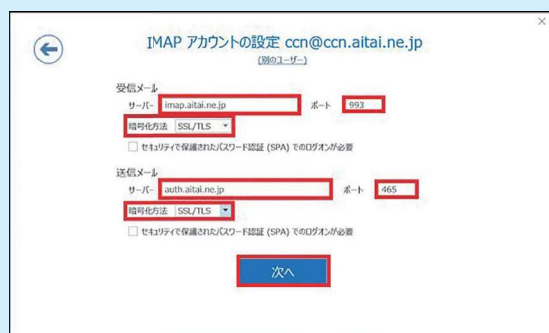 IMAP アカウントの設定 ccn@ccn.aitai.ne.jp
(別のユーザー)
受信メール
サーバー imap.aitai.ne.jp ポート 993
暗号化方法 SSL/TLS
セキュリティで保護されたパスワード認証 (SPA) でのログオンが必要
送信メール
サーバー auth.aitai.ne.jp ポート 465
暗号化方法 SSL/TLS
セキュリティで保護されたパスワード認証 (SPA) でのログオンが必要
次へ